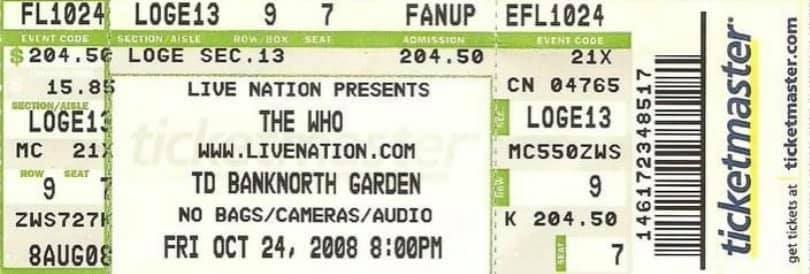 FL1024 LOGE13 9 7 FANUP EFL1024
EVENT CODE SECTION/AISLE ROW/BOX SEAT ADMISSION EVENT CODE
$204.50 LOGE SEC.13 204.50 21X
15.85 LIVE NATION PRESENTS CN 04765
SECTION/AISLE
LOGE13 THE WHO LOGE13
MC 21X WWW.LIVENATION.COM MC550ZWS
ROW SEAT TD BANKNORTH GARDEN ROW
9 7 9
ZWS727 NO BAGS/CAMERAS/AUDIO K 204.50
8AUG08 FRI OCT 24, 2008 8:00PM SEAT 7
ticketmaster
146172348517
ticketmaster
get tickets at ticketmaster.com